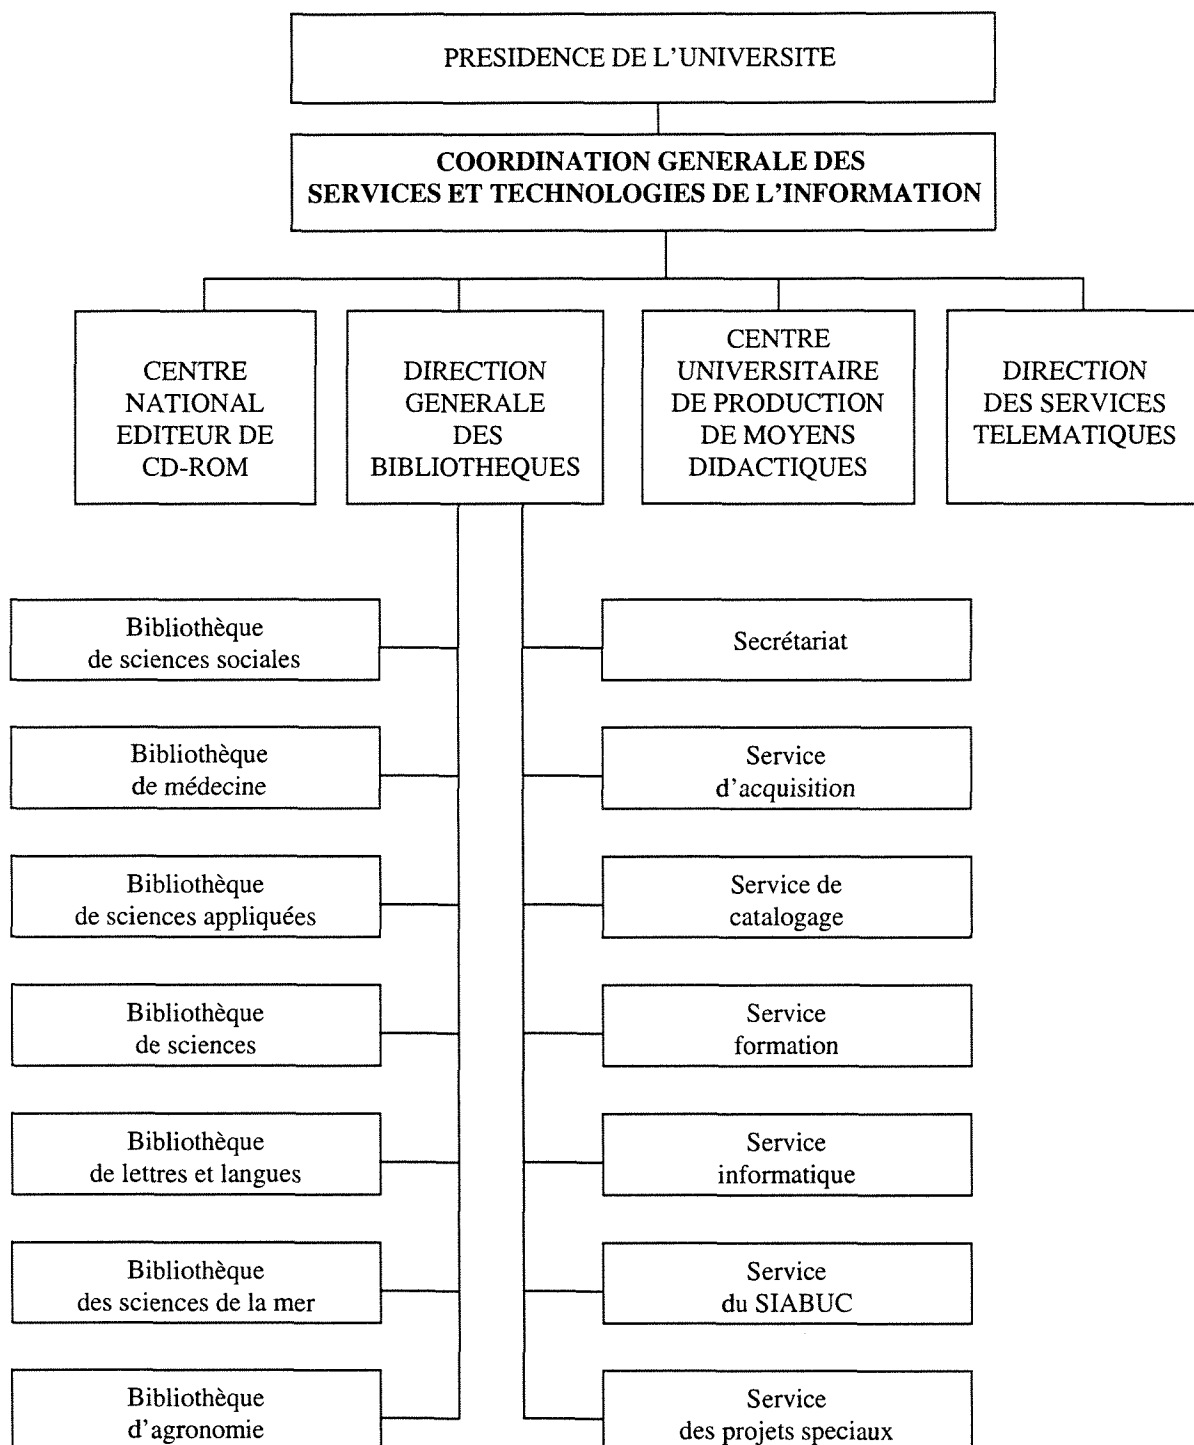 PRESIDENCE DE L'UNIVERSITE
COORDINATION GENERALE DES
SERVICES ET TECHNOLOGIES DE L'INFORMATION
CENTRE
NATIONAL
EDITEUR DE
CD-ROM
DIRECTION
GENERALE
DES
BIBLIOTHEQUES
CENTRE
UNIVERSITAIRE
DE PRODUCTION
DE MOYENS
DIDACTIQUES
DIRECTION
DES SERVICES
TELEMATIQUES
Bibliothèque
de sciences sociales
Secrétariat
Bibliothèque
de médecine
Service
d'acquisition
Bibliothèque
de sciences appliquées
Service de
catalogage
Bibliothèque
de sciences
Service
formation
Bibliothèque
de lettres et langues
Service
informatique
Bibliothèque
des sciences de la mer
Service
du SIABUC
Bibliothèque
d'agronomie
Service
des projets speciaux